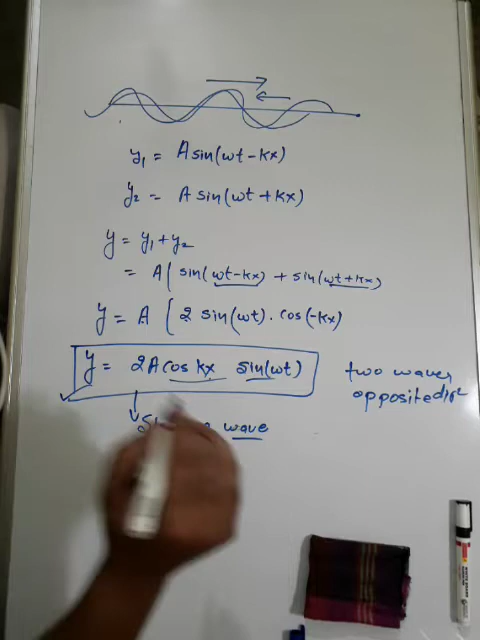 y₁ = A sin(ωt - kx)
y₂ = A sin(ωt + kx)
y = y₁ + y₂
= A[ sin(ωt - kx) + sin(ωt + kx)
y = A [ 2 sin(ωt). cos(-kx)
y = 2A cos kx sin(ωt)
two waves
opposite
wave